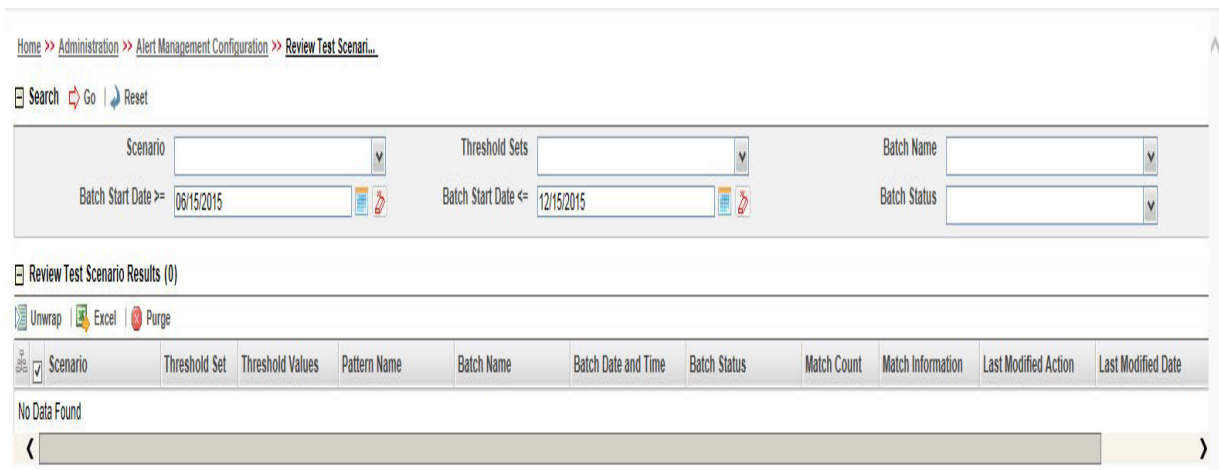 Home >> Administration >> Alert Management Configuration >> Review Test Scenari...
Search Go | Reset
Scenario Threshold Sets Batch Name
Batch Start Date >= 06/15/2015 Batch Start Date <= 12/15/2015 Batch Status
Review Test Scenario Results (0)
Unwrap | Excel | Purge
Scenario Threshold Set Threshold Values Pattern Name Batch Name Batch Date and Time Batch Status Match Count Match Information Last Modified Action Last Modified Date
No Data Found